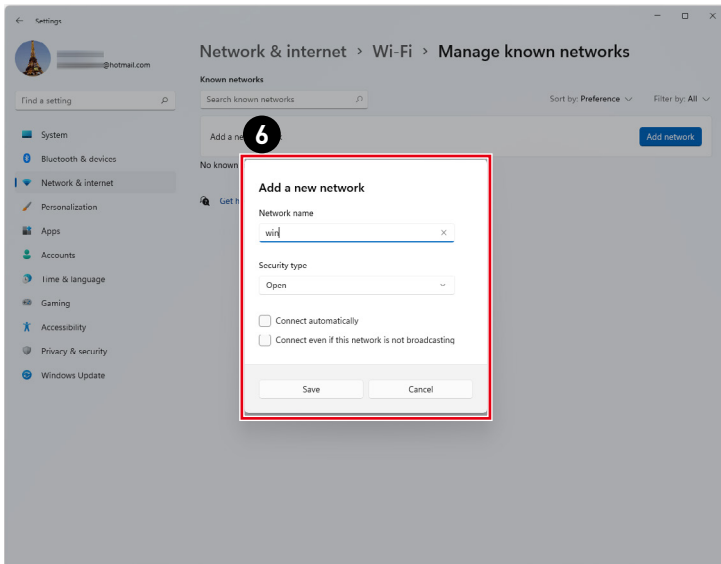 Settings
@hotmail.com
Network & internet > Wi-Fi > Manage known networks
Known networks
Find a setting
Search known networks
Sort by: Preference
Filter by: All
System
Add a ne
6
Add network
Bluetooth & devices
No known
Network & internet
Add a new network
Personalization
Get h
Network name
Apps
win
Accounts
Security type
Time & language
Open
Gaming
Connect automatically
Accessibility
Connect even if this network is not broadcasting
Privacy & security
Windows Update
Save
Cancel